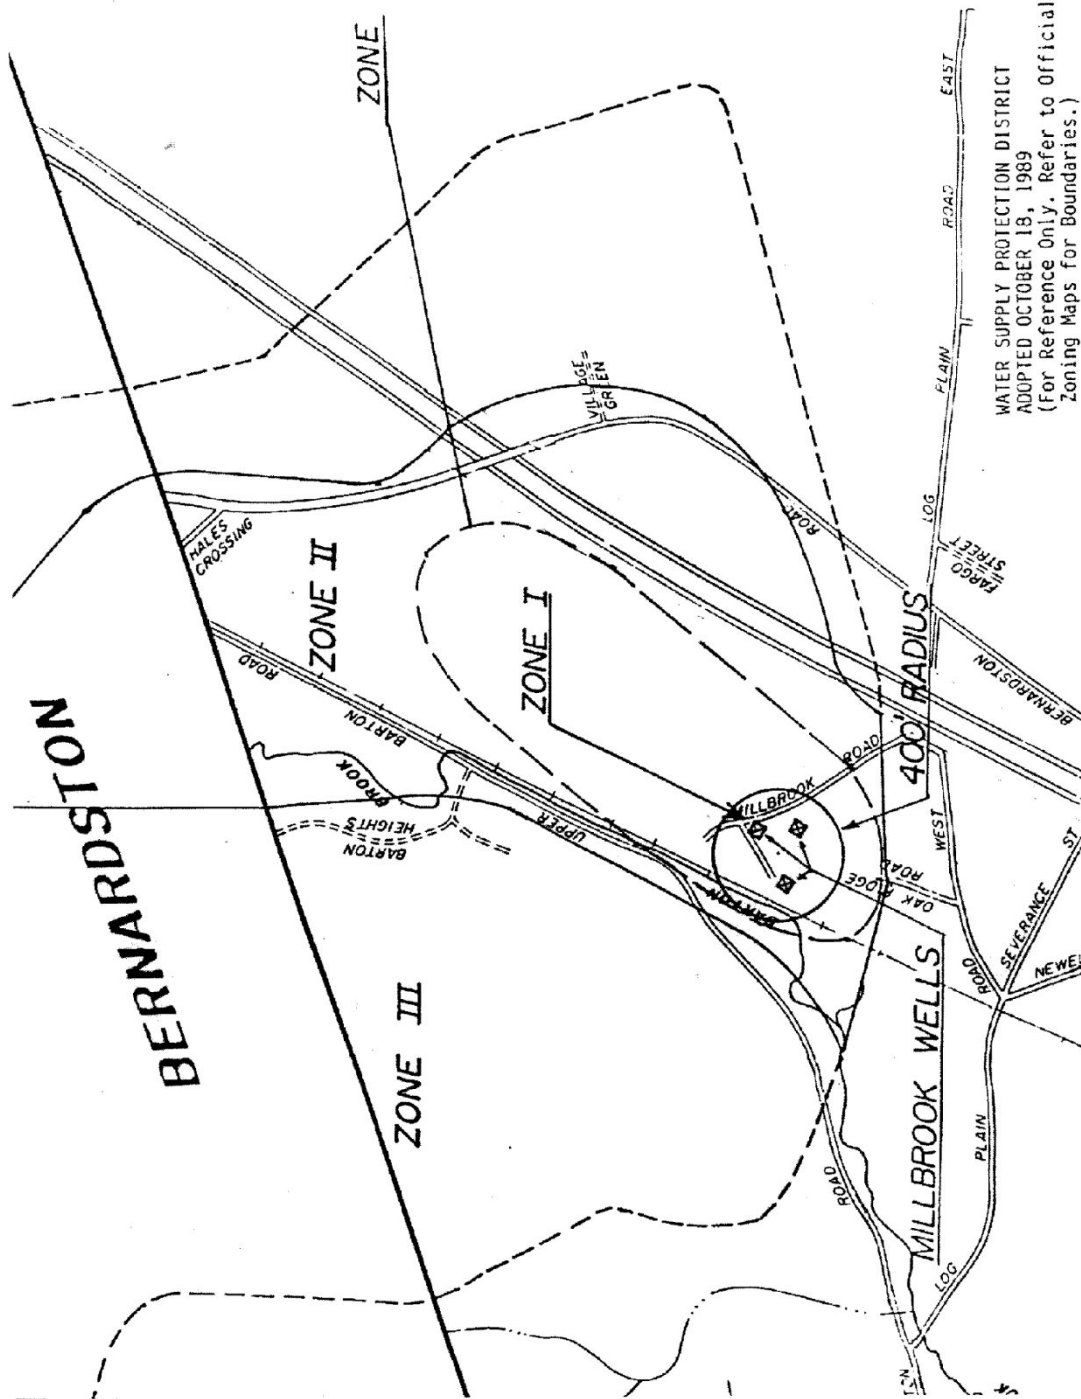 BERNARDSTON
ZONE
ZONE II
ZONE III
ZONE I
400' RADIUS
MILLBROOK WELLS
HALES
CROSSING
ROAD
BARTON
UPPER
BROOK
BARTON
HEIGHTS
VILLAGE
GREEN
ROAD
MILLBROOK
ROAD
BARTON
OAK RIDGE
ROAD
WEST
ROAD
SEVERANCE
ST
PLAIN
LOG
ROAD
BERNARDSTON
FARGO
STREET
LOG
PLAIN
ROAD
EAST
WATER SUPPLY PROTECTION DISTRICT
ADOPTED OCTOBER 18, 1989
(For Reference Only. Refer to Official
Zoning Maps for Boundaries.)